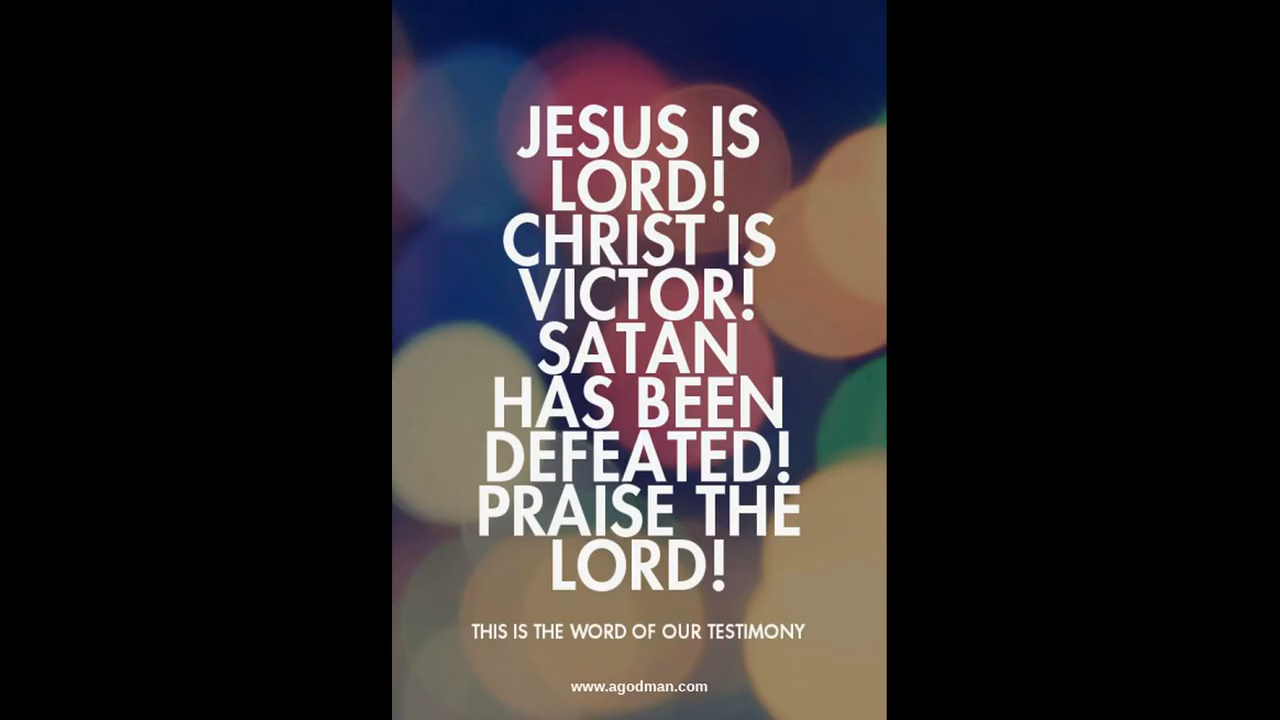 JESUS IS
LORD!
CHRIST IS
VICTOR!
SATAN
HAS BEEN
DEFEATED!
PRAISE THE
LORD!
THIS IS THE WORD OF OUR TESTIMONY
www.agodman.com